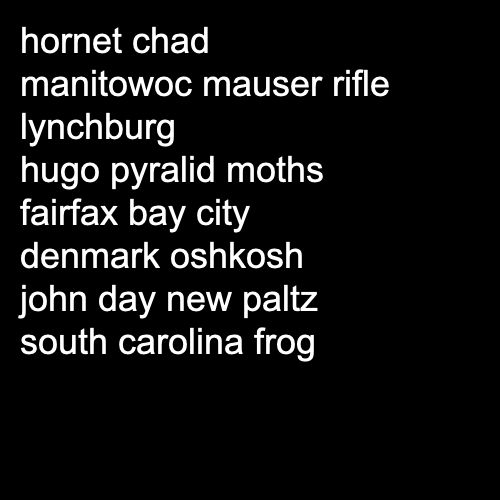 hornet chad
manitowoc mauser rifle
lynchburg
hugo pyralid moths
fairfax bay city
denmark oshkosh
john day new paltz
south carolina frog